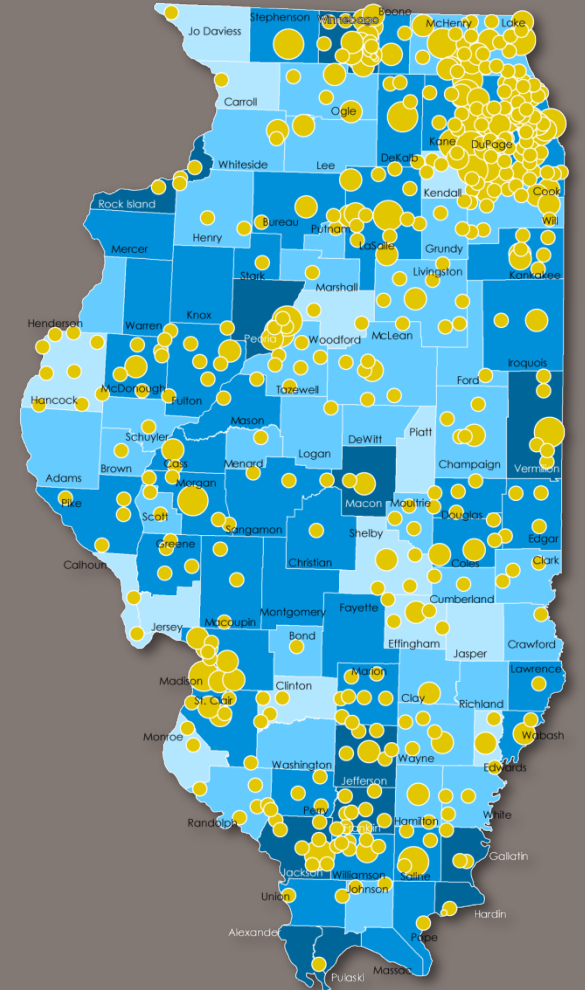 Stephenson
Winnebago
Boone
McHenry
Lake
Jo Daviess
Carroll
Ogle
Kane
DuPage
DeKalb
Whiteside
Lee
Kendall
Cook
Rock Island
Will
Bureau
Putnam
Henry
LaSalle
Grundy
Mercer
Stark
Livingston
Kankakee
Marshall
Knox
Henderson
Warren
Peoria
Woodford
McLean
Iroquois
Ford
McDonough
Tazewell
Hancock
Fulton
Mason
Piatt
Schuyler
DeWitt
Logan
Brown
Cass
Menard
Champaign
Vermilion
Adams
Morgan
Macon
Moultrie
Pike
Scott
Douglas
Sangamon
Shelby
Edgar
Greene
Christian
Coles
Clark
Calhoun
Cumberland
Fayette
Montgomery
Macoupin
Jersey
Bond
Effingham
Jasper
Crawford
Marion
Lawrence
Madison
Clinton
Clay
St. Clair
Richland
Monroe
Wabash
Wayne
Washington
Edwards
Jefferson
Perry
White
Randolph
Hamilton
Franklin
Gallatin
Jackson
Williamson
Saline
Johnson
Union
Hardin
Alexander
Pope
Massac
Pulaski